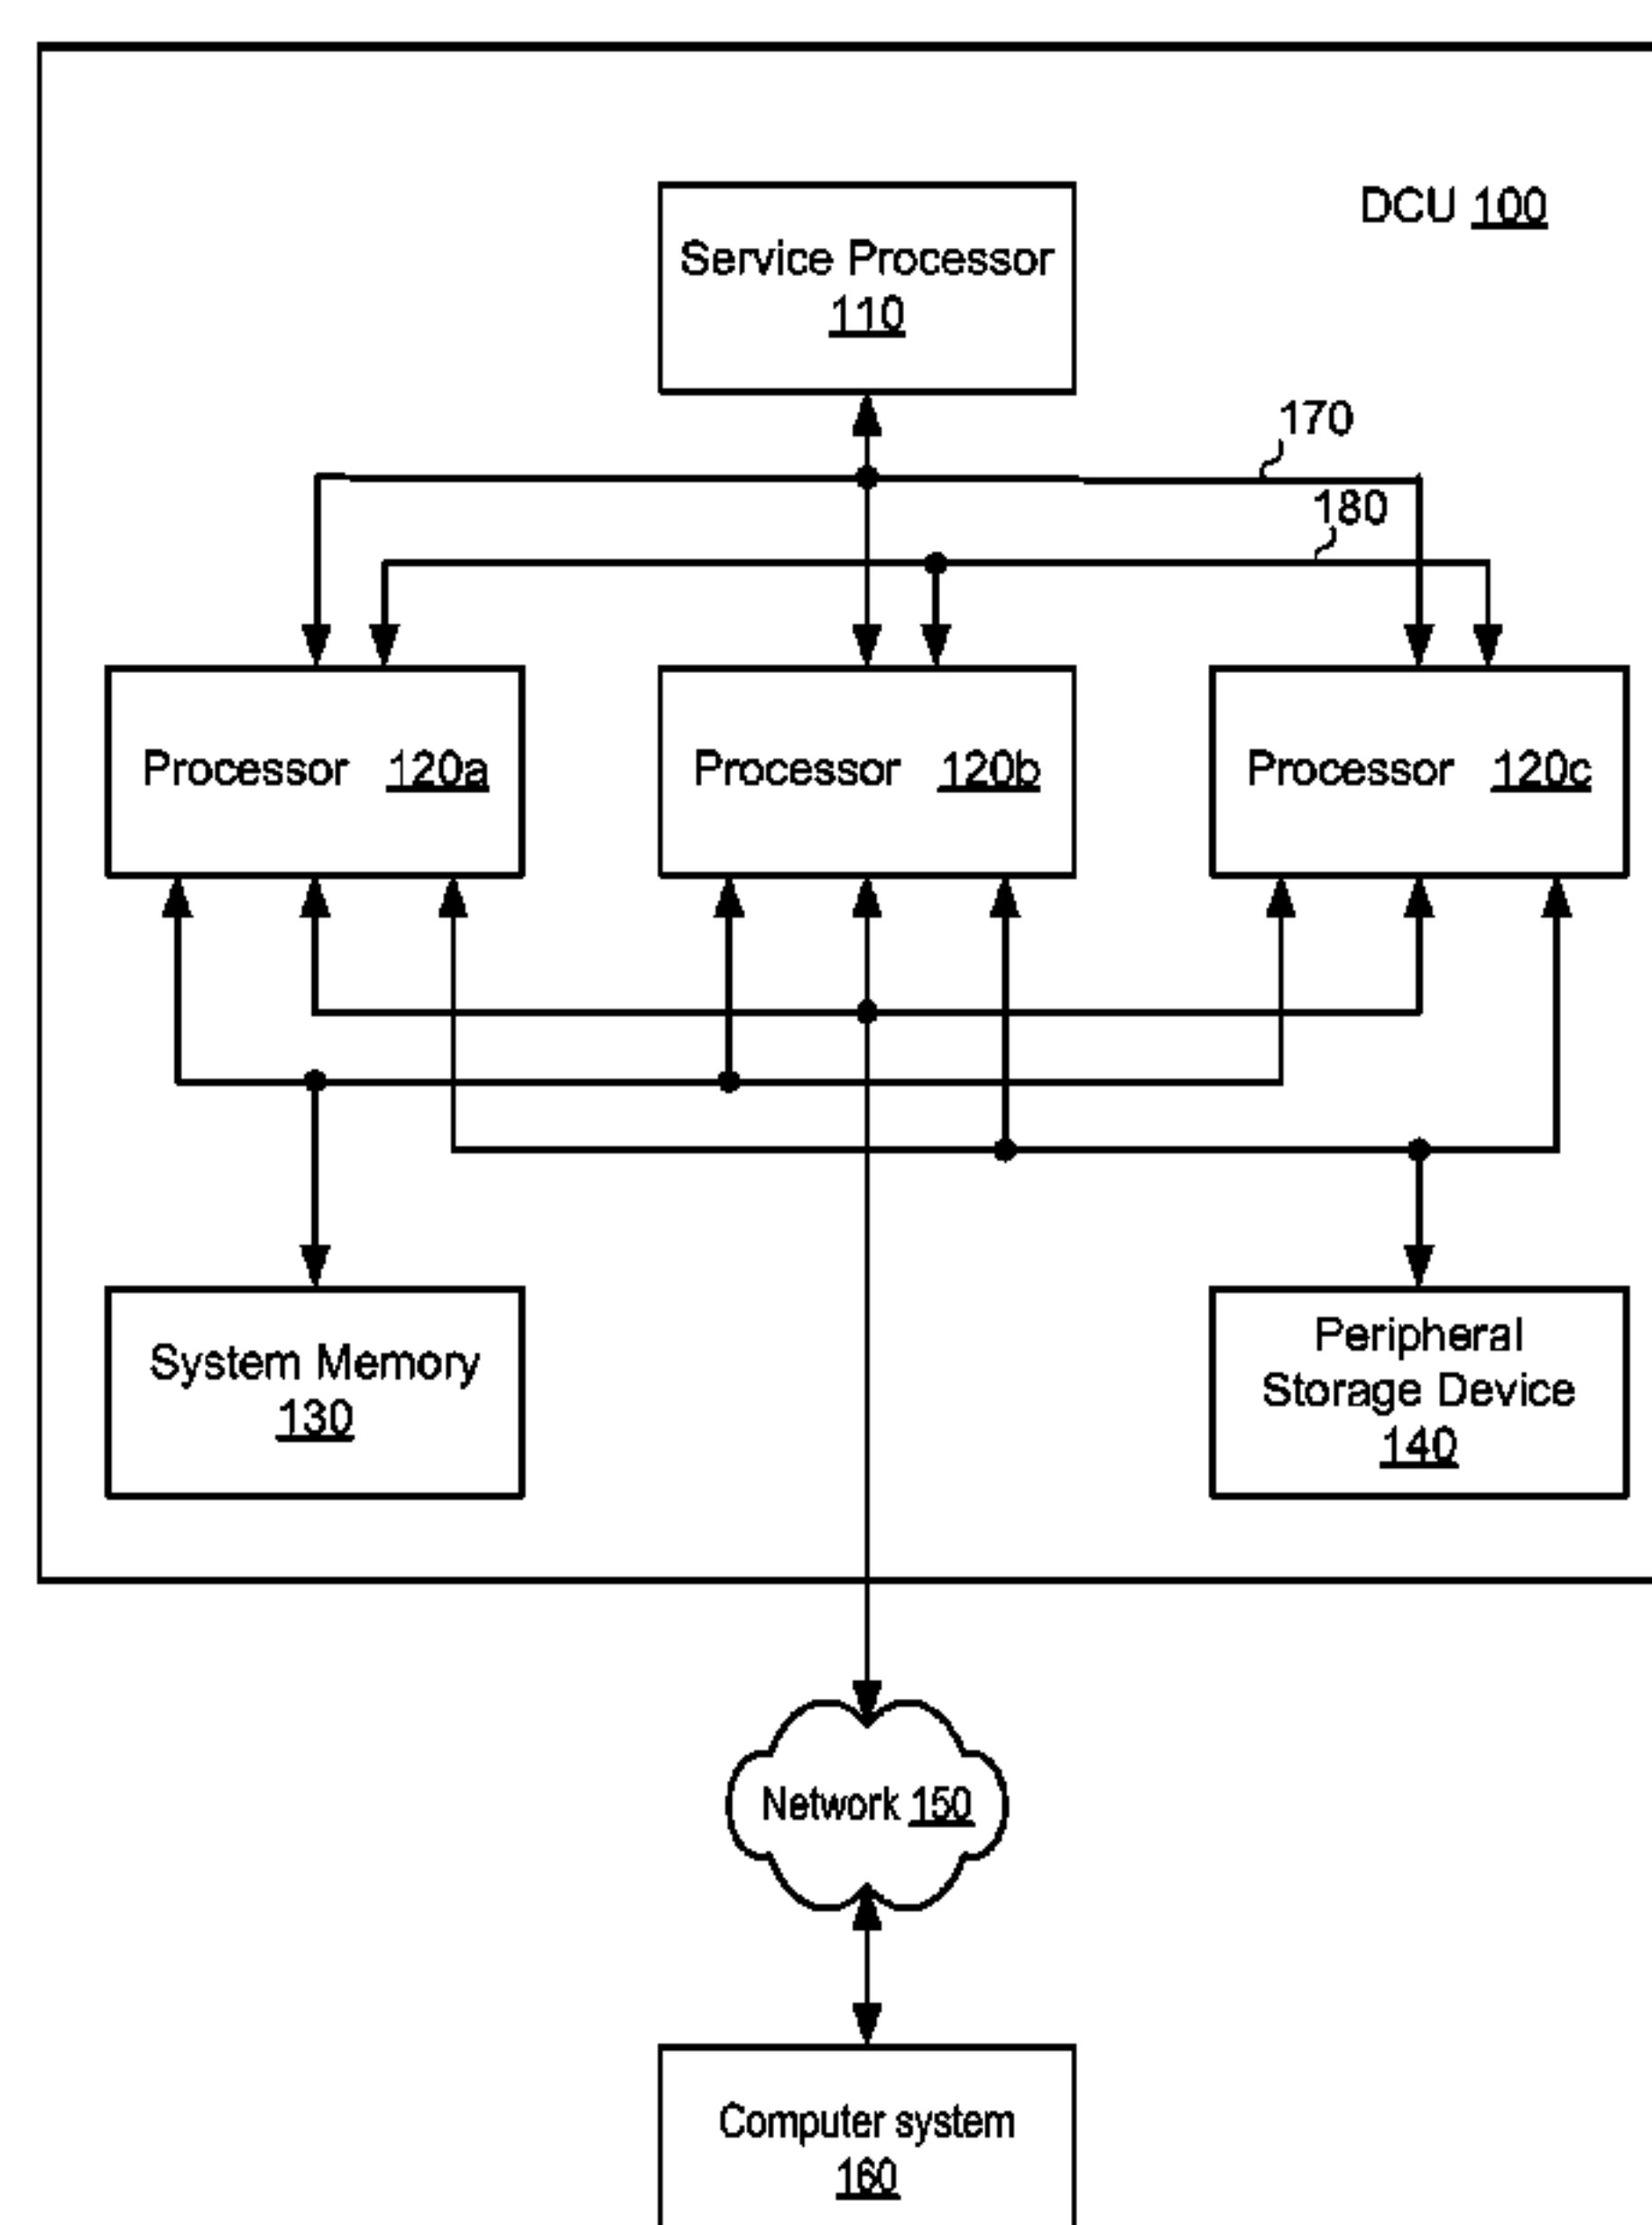 DCU 100
Service Processor
110
170
180
Processor 120a
Processor 120b
Processor 120c
System Memory
130
Peripheral
Storage Device
140
Network 150
Computer system
160